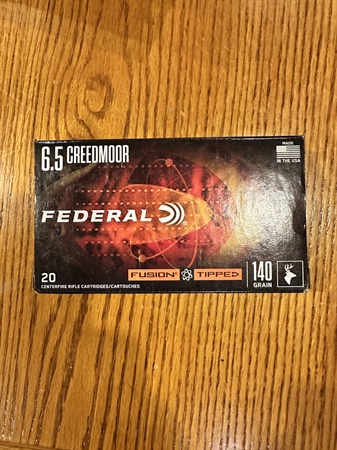 6.5 CREEDMOOR
MADE
IN THE USA
FEDERAL
FUSION® TIPPED
20
CENTERFIRE RIFLE CARTRIDGES/CARTOUCHES
140
GRAIN